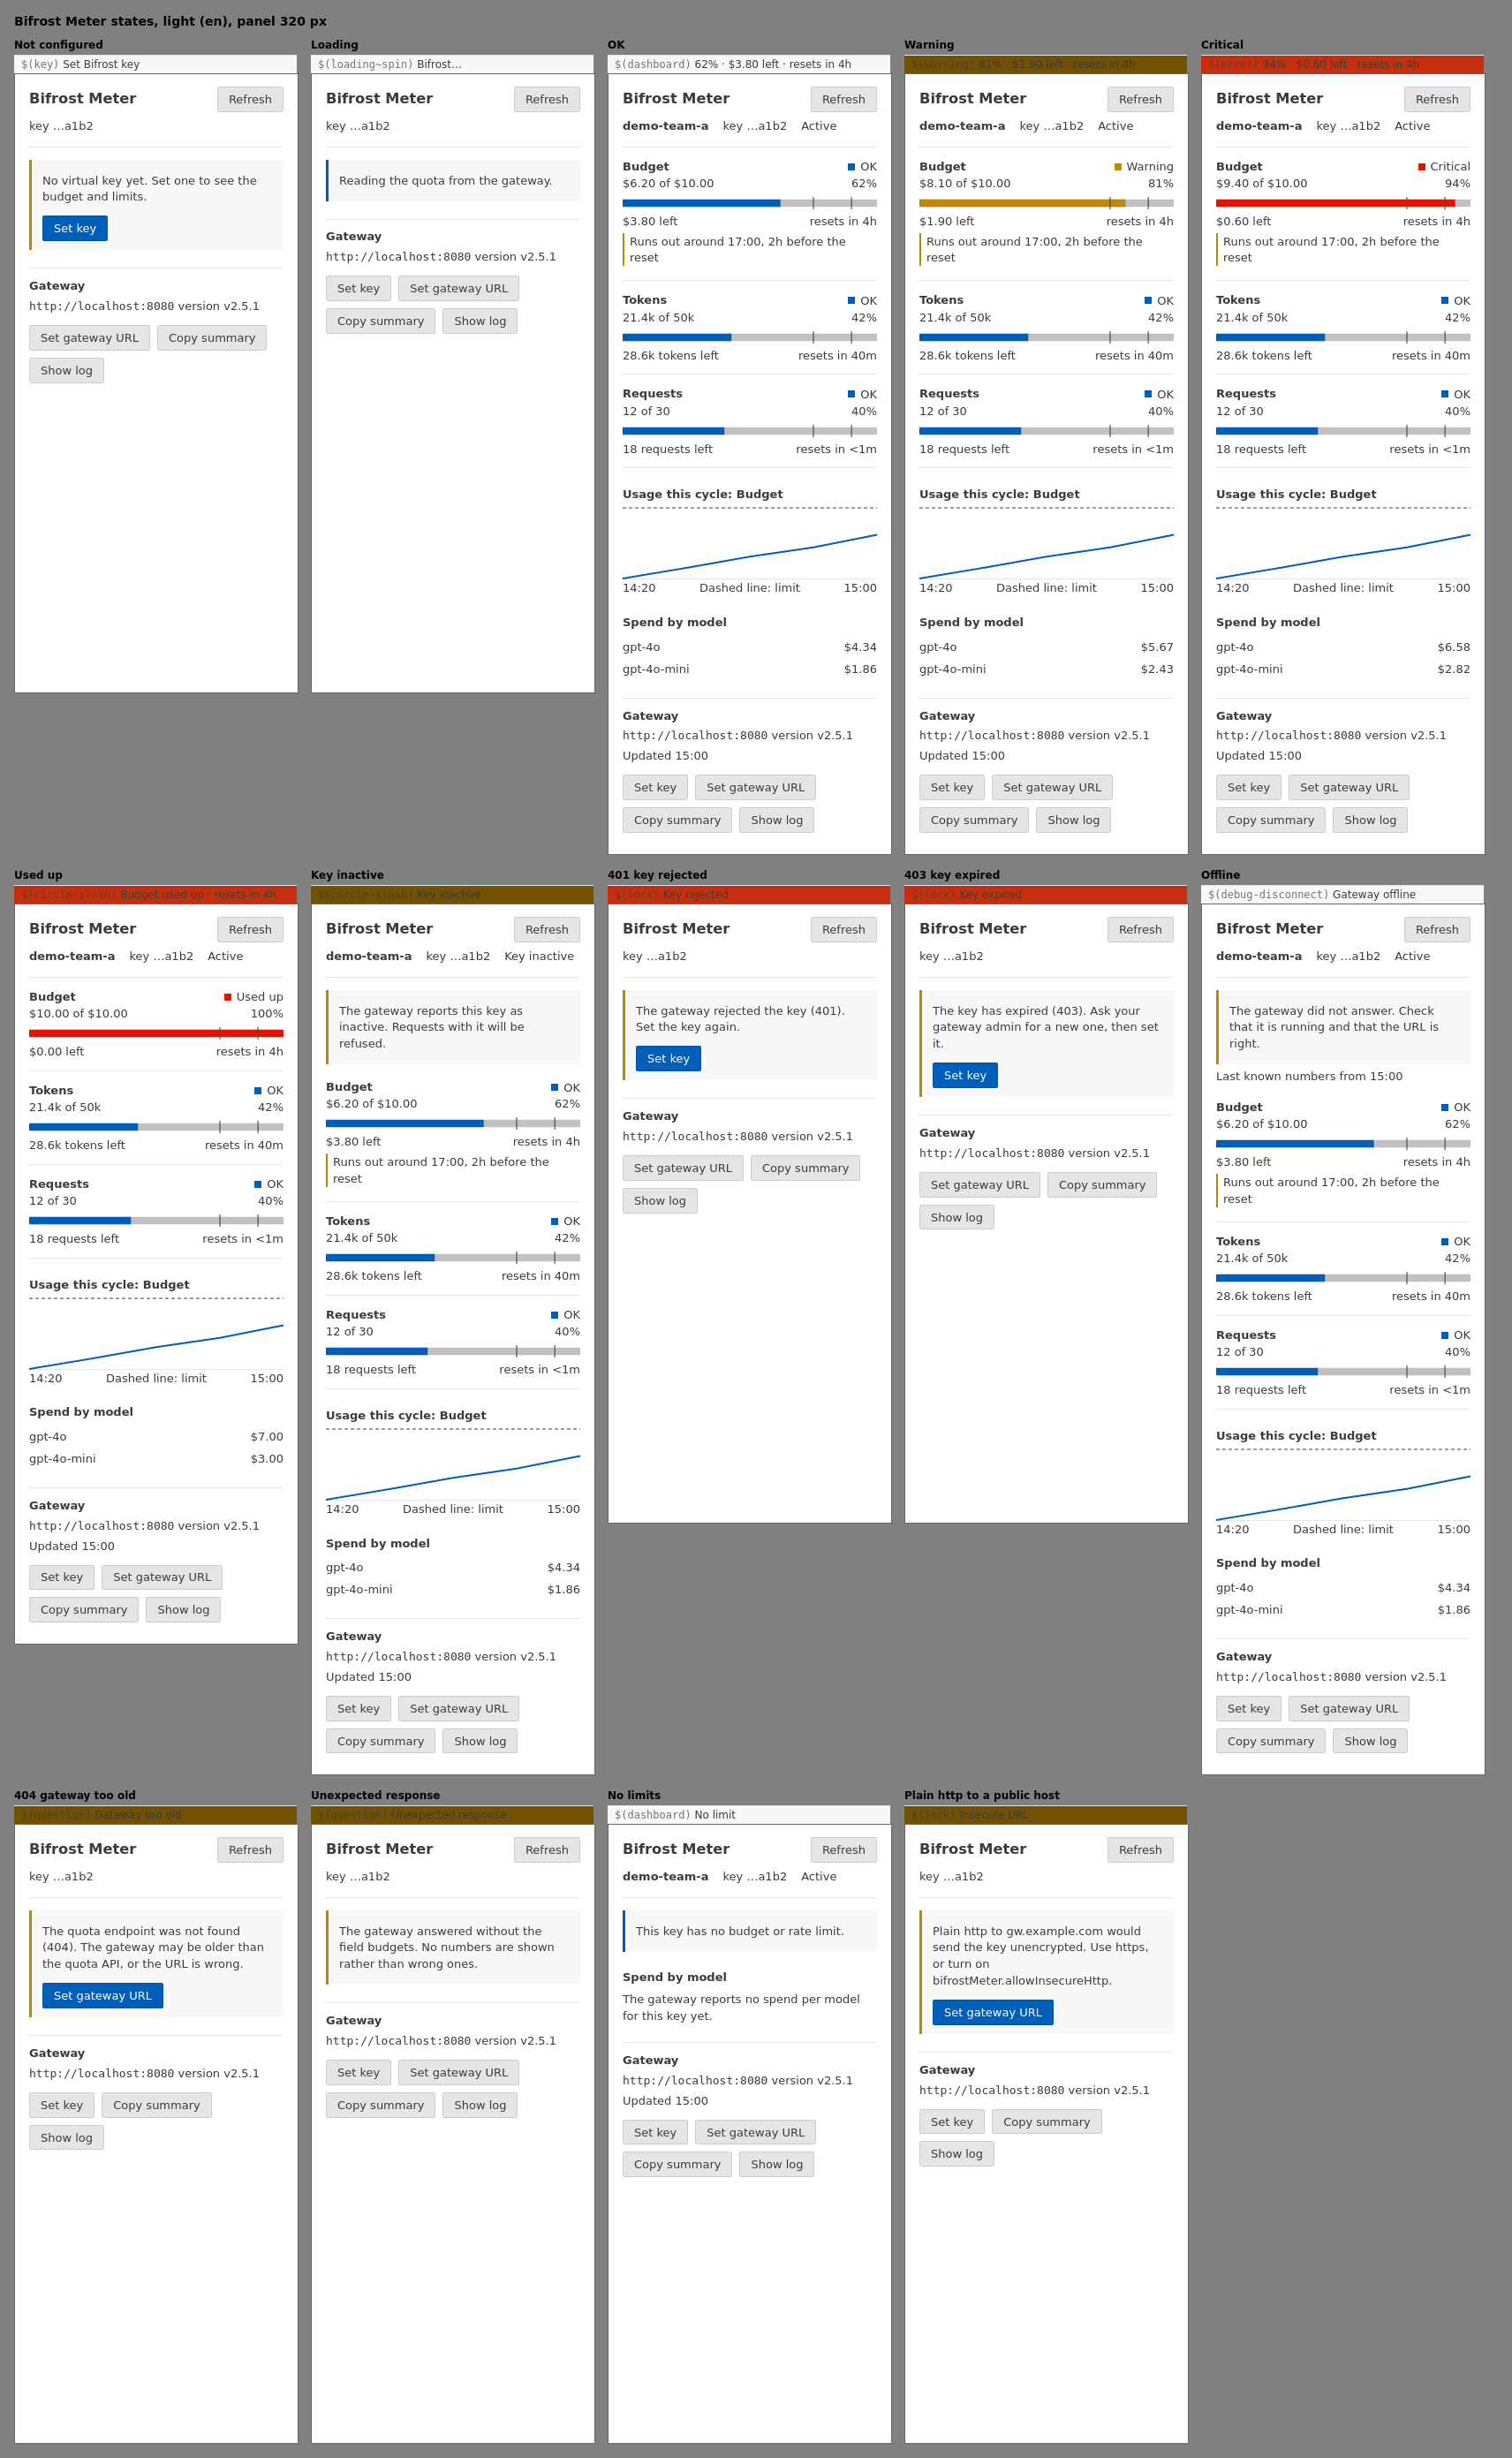 Bifrost Meter states, light (en), panel 320 px
Not configured
$(key) Set Bifrost key
Bifrost Meter
Refresh
key …a1b2
No virtual key yet. Set one to see the
budget and limits.
Set key
Gateway
http://localhost:8080 version v2.5.1
Set gateway URL
Copy summary
Show log
Loading
$(loading~spin) Bifrost…
Bifrost Meter
Refresh
key …a1b2
Reading the quota from the gateway.
Gateway
http://localhost:8080 version v2.5.1
Set key
Set gateway URL
Copy summary
Show log
OK
$(dashboard) 62% · $3.80 left · resets in 4h
Bifrost Meter
Refresh
demo-team-a key …a1b2 Active
Budget OK
$6.20 of $10.00 62%
$3.80 left resets in 4h
Runs out around 17:00, 2h before the
reset
Tokens OK
21.4k of 50k 42%
28.6k tokens left resets in 40m
Requests OK
12 of 30 40%
18 requests left resets in <1m
Usage this cycle: Budget
14:20 Dashed line: limit 15:00
Spend by model
gpt-4o $4.34
gpt-4o-mini $1.86
Gateway
http://localhost:8080 version v2.5.1
Updated 15:00
Set key
Set gateway URL
Copy summary
Show log
Warning
$(warning) 81% · $1.90 left · resets in 4h
Bifrost Meter
Refresh
demo-team-a key …a1b2 Active
Budget Warning
$8.10 of $10.00 81%
$1.90 left resets in 4h
Runs out around 17:00, 2h before the
reset
Tokens OK
21.4k of 50k 42%
28.6k tokens left resets in 40m
Requests OK
12 of 30 40%
18 requests left resets in <1m
Usage this cycle: Budget
14:20 Dashed line: limit 15:00
Spend by model
gpt-4o $5.67
gpt-4o-mini $2.43
Gateway
http://localhost:8080 version v2.5.1
Updated 15:00
Set key
Set gateway URL
Copy summary
Show log
Critical
$(error) 94% · $0.60 left · resets in 4h
Bifrost Meter
Refresh
demo-team-a key …a1b2 Active
Budget Critical
$9.40 of $10.00 94%
$0.60 left resets in 4h
Runs out around 17:00, 2h before the
reset
Tokens OK
21.4k of 50k 42%
28.6k tokens left resets in 40m
Requests OK
12 of 30 40%
18 requests left resets in <1m
Usage this cycle: Budget
14:20 Dashed line: limit 15:00
Spend by model
gpt-4o $6.58
gpt-4o-mini $2.82
Gateway
http://localhost:8080 version v2.5.1
Updated 15:00
Set key
Set gateway URL
Copy summary
Show log
Used up
$(circle-slash) Budget used up · resets in 4h
Bifrost Meter
Refresh
demo-team-a key …a1b2 Active
Budget Used up
$10.00 of $10.00 100%
$0.00 left resets in 4h
Tokens OK
21.4k of 50k 42%
28.6k tokens left resets in 40m
Requests OK
12 of 30 40%
18 requests left resets in <1m
Usage this cycle: Budget
14:20 Dashed line: limit 15:00
Spend by model
gpt-4o $7.00
gpt-4o-mini $3.00
Gateway
http://localhost:8080 version v2.5.1
Updated 15:00
Set key
Set gateway URL
Copy summary
Show log
Key inactive
$(circle-slash) Key inactive
Bifrost Meter
Refresh
demo-team-a key …a1b2 Key inactive
The gateway reports this key as
inactive. Requests with it will be
refused.
Budget OK
$6.20 of $10.00 62%
$3.80 left resets in 4h
Runs out around 17:00, 2h before the
reset
Tokens OK
21.4k of 50k 42%
28.6k tokens left resets in 40m
Requests OK
12 of 30 40%
18 requests left resets in <1m
Usage this cycle: Budget
14:20 Dashed line: limit 15:00
Spend by model
gpt-4o $4.34
gpt-4o-mini $1.86
Gateway
http://localhost:8080 version v2.5.1
Updated 15:00
Set key
Set gateway URL
Copy summary
Show log
401 key rejected
$(lock) Key rejected
Bifrost Meter
Refresh
key …a1b2
The gateway rejected the key (401).
Set the key again.
Set key
Gateway
http://localhost:8080 version v2.5.1
Set gateway URL
Copy summary
Show log
403 key expired
$(lock) Key expired
Bifrost Meter
Refresh
key …a1b2
The key has expired (403). Ask your
gateway admin for a new one, then set
it.
Set key
Gateway
http://localhost:8080 version v2.5.1
Set gateway URL
Copy summary
Show log
Offline
$(debug-disconnect) Gateway offline
Bifrost Meter
Refresh
demo-team-a key …a1b2 Active
The gateway did not answer. Check
that it is running and that the URL is
right.
Last known numbers from 15:00
Budget OK
$6.20 of $10.00 62%
$3.80 left resets in 4h
Runs out around 17:00, 2h before the
reset
Tokens OK
21.4k of 50k 42%
28.6k tokens left resets in 40m
Requests OK
12 of 30 40%
18 requests left resets in <1m
Usage this cycle: Budget
14:20 Dashed line: limit 15:00
Spend by model
gpt-4o $4.34
gpt-4o-mini $1.86
Gateway
http://localhost:8080 version v2.5.1
Set key
Set gateway URL
Copy summary
Show log
404 gateway too old
$(question) Gateway too old
Bifrost Meter
Refresh
key …a1b2
The quota endpoint was not found
(404). The gateway may be older than
the quota API, or the URL is wrong.
Set gateway URL
Gateway
http://localhost:8080 version v2.5.1
Set key
Copy summary
Show log
Unexpected response
$(question) Unexpected response
Bifrost Meter
Refresh
key …a1b2
The gateway answered without the
field budgets. No numbers are shown
rather than wrong ones.
Gateway
http://localhost:8080 version v2.5.1
Set key
Set gateway URL
Copy summary
Show log
No limits
$(dashboard) No limit
Bifrost Meter
Refresh
demo-team-a key …a1b2 Active
This key has no budget or rate limit.
Spend by model
The gateway reports no spend per model
for this key yet.
Gateway
http://localhost:8080 version v2.5.1
Updated 15:00
Set key
Set gateway URL
Copy summary
Show log
Plain http to a public host
$(lock) Insecure URL
Bifrost Meter
Refresh
key …a1b2
Plain http to gw.example.com would
send the key unencrypted. Use https,
or turn on
bifrostMeter.allowInsecureHttp.
Set gateway URL
Gateway
http://localhost:8080 version v2.5.1
Set key
Copy summary
Show log